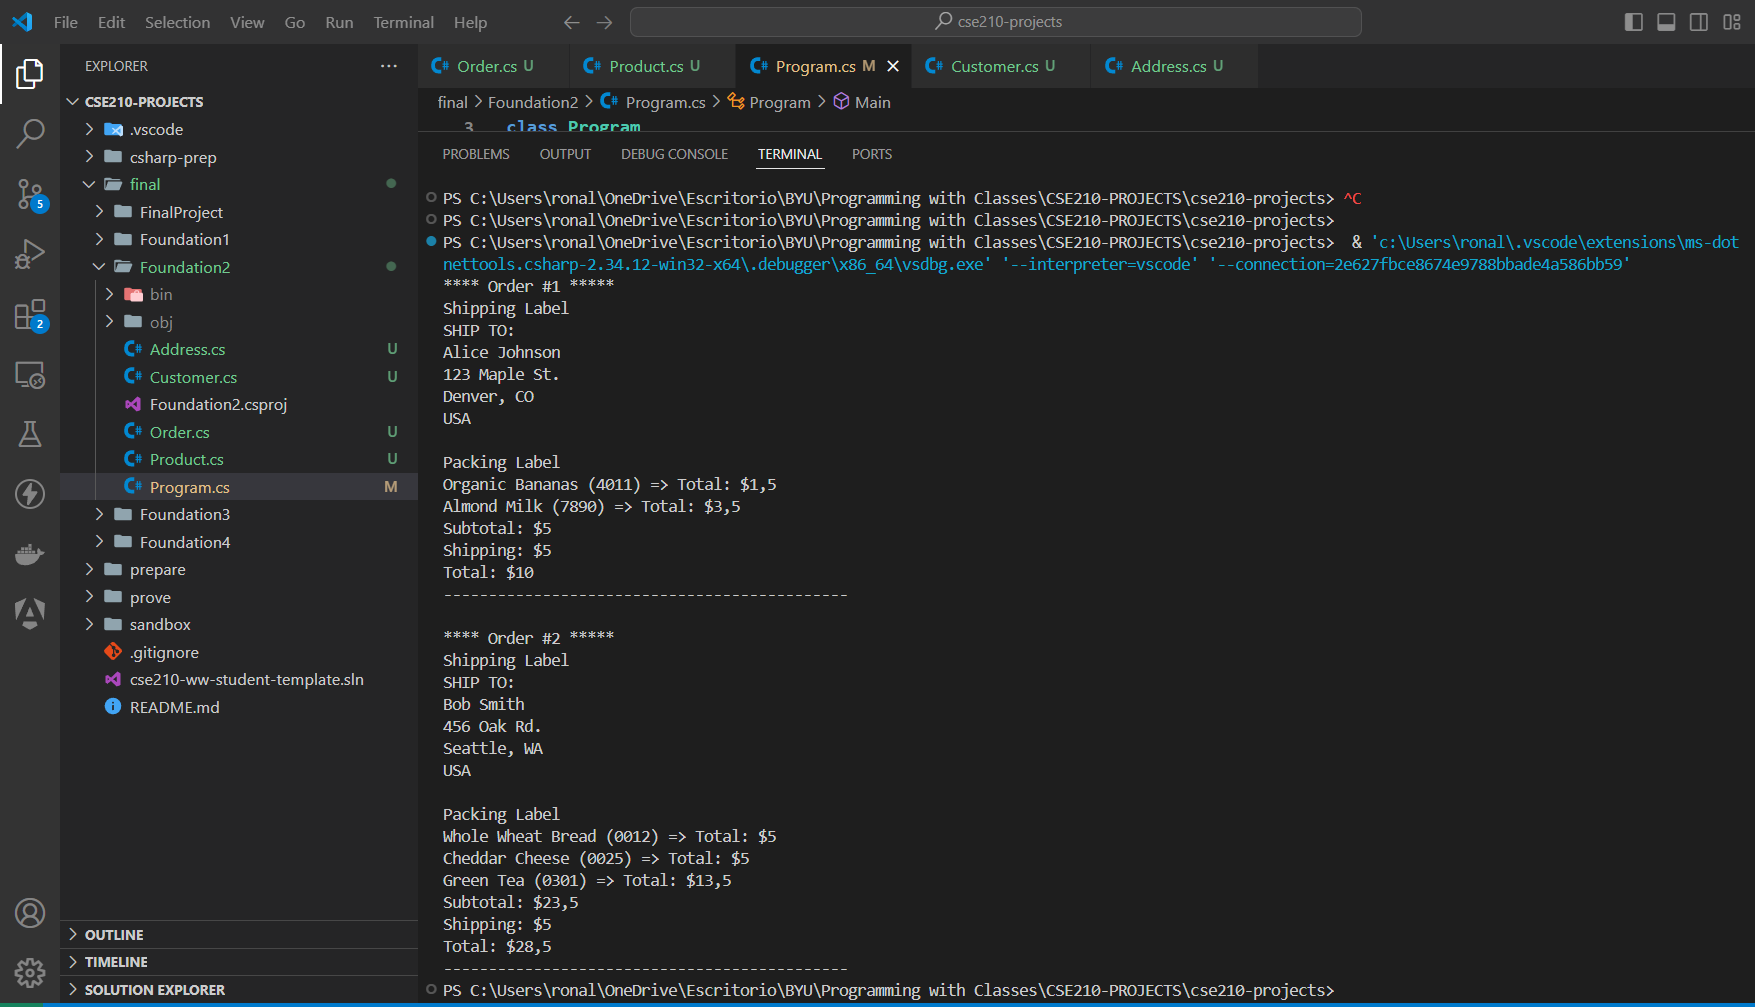 File Edit Selection View Go Run Terminal Help
cse210-projects
EXPLORER
CSE210-PROJECTS
.vscode
csharp-prep
final
FinalProject
Foundation1
Foundation2
bin
obj
Address.cs U
Customer.cs U
Foundation2.csproj
Order.cs U
Product.cs U
Program.cs M
Foundation3
Foundation4
prepare
prove
sandbox
.gitignore
cse210-ww-student-template.sln
README.md
OUTLINE
TIMELINE
SOLUTION EXPLORER
5
2
Order.cs U Product.cs U Program.cs M Customer.cs U Address.cs U
final > Foundation2 > Program.cs > Program > Main
3 class Program
PROBLEMS OUTPUT DEBUG CONSOLE TERMINAL PORTS
PS C:\Users\ronal\OneDrive\Escritorio\BYU\Programming with Classes\CSE210-PROJECTS\cse210-projects> ^C
PS C:\Users\ronal\OneDrive\Escritorio\BYU\Programming with Classes\CSE210-PROJECTS\cse210-projects>
PS C:\Users\ronal\OneDrive\Escritorio\BYU\Programming with Classes\CSE210-PROJECTS\cse210-projects>  & 'c:\Users\ronal\.vscode\extensions\ms-dot
nettools.csharp-2.34.12-win32-x64\.debugger\x86_64\vsdbg.exe' '--interpreter=vscode' '--connection=2e627fbce8674e9788bbade4a586bb59'
**** Order #1 *****
Shipping Label
SHIP TO:
Alice Johnson
123 Maple St.
Denver, CO
USA
Packing Label
Organic Bananas (4011) => Total: $1,5
Almond Milk (7890) => Total: $3,5
Subtotal: $5
Shipping: $5
Total: $10
---------------------------------------------
**** Order #2 *****
Shipping Label
SHIP TO:
Bob Smith
456 Oak Rd.
Seattle, WA
USA
Packing Label
Whole Wheat Bread (0012) => Total: $5
Cheddar Cheese (0025) => Total: $5
Green Tea (0301) => Total: $13,5
Subtotal: $23,5
Shipping: $5
Total: $28,5
---------------------------------------------
PS C:\Users\ronal\OneDrive\Escritorio\BYU\Programming with Classes\CSE210-PROJECTS\cse210-projects>